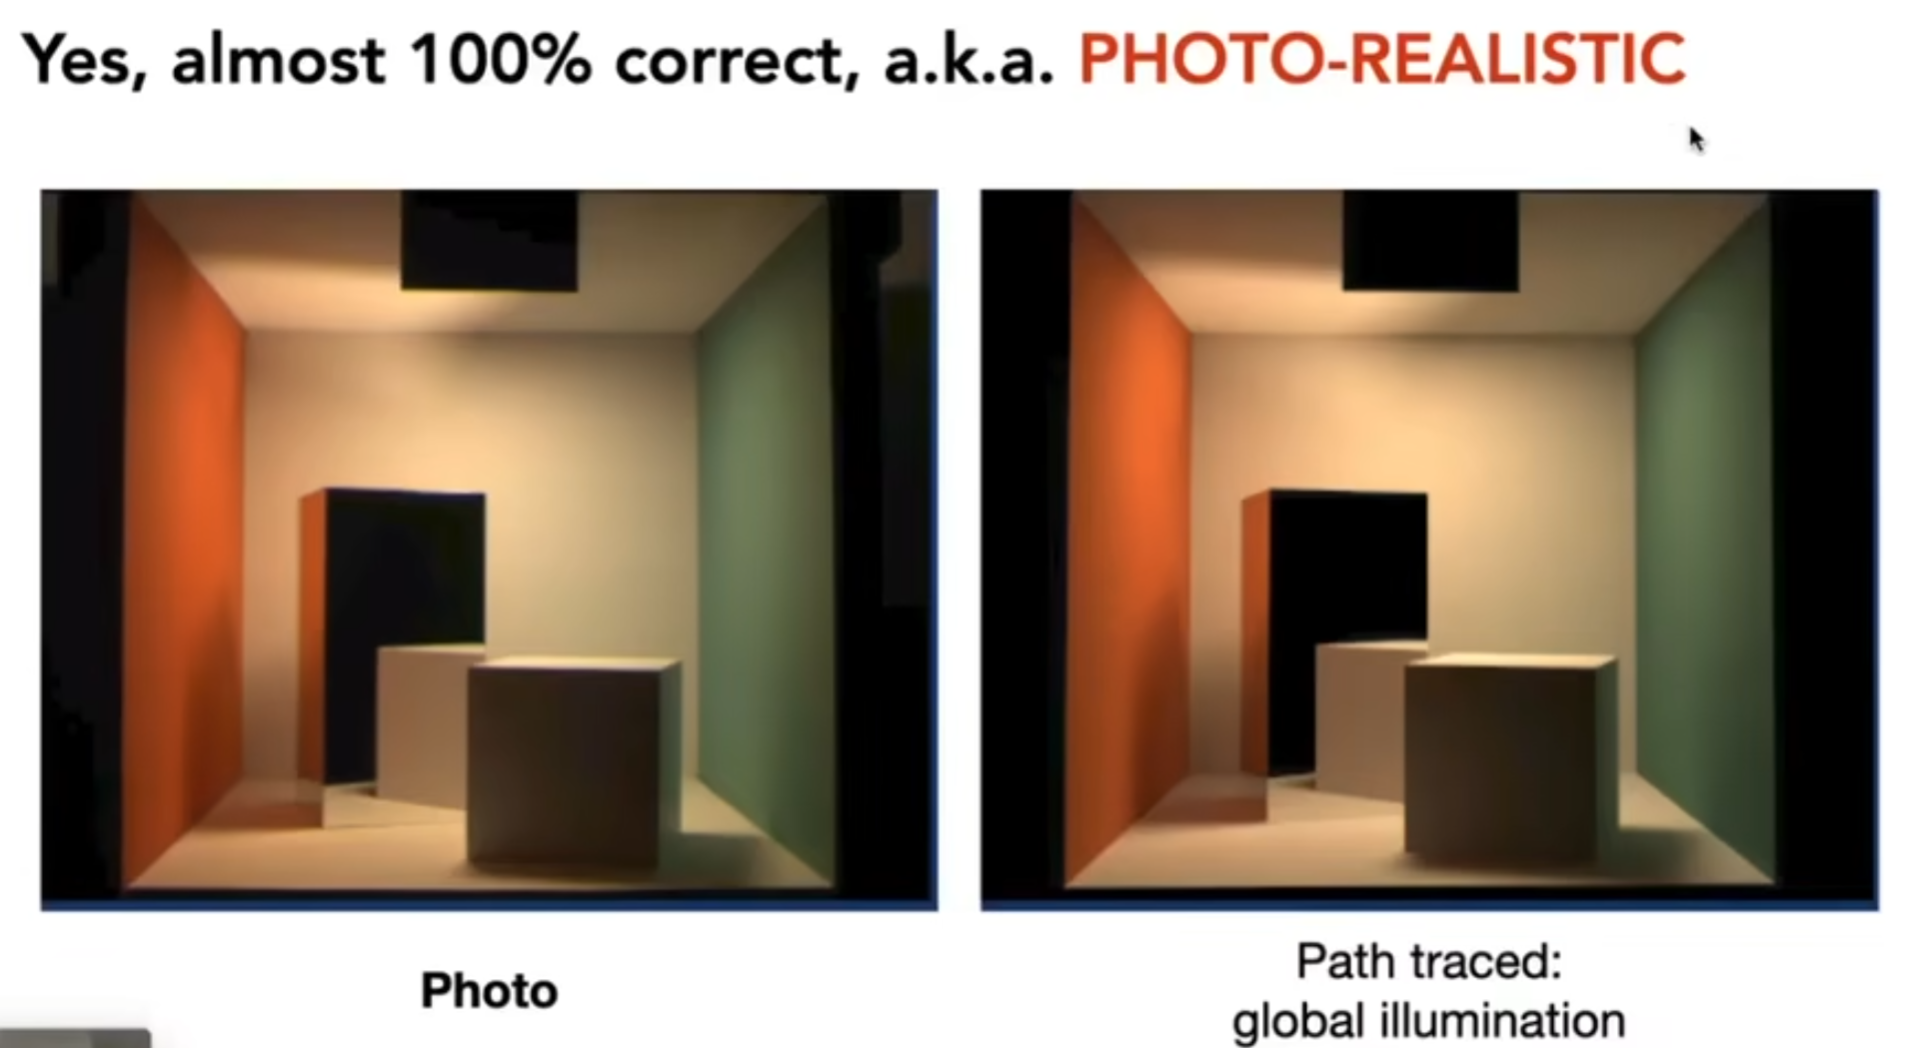 Yes, almost 100% correct, a.k.a. PHOTO-REALISTIC
Photo
Path traced:
global illumination